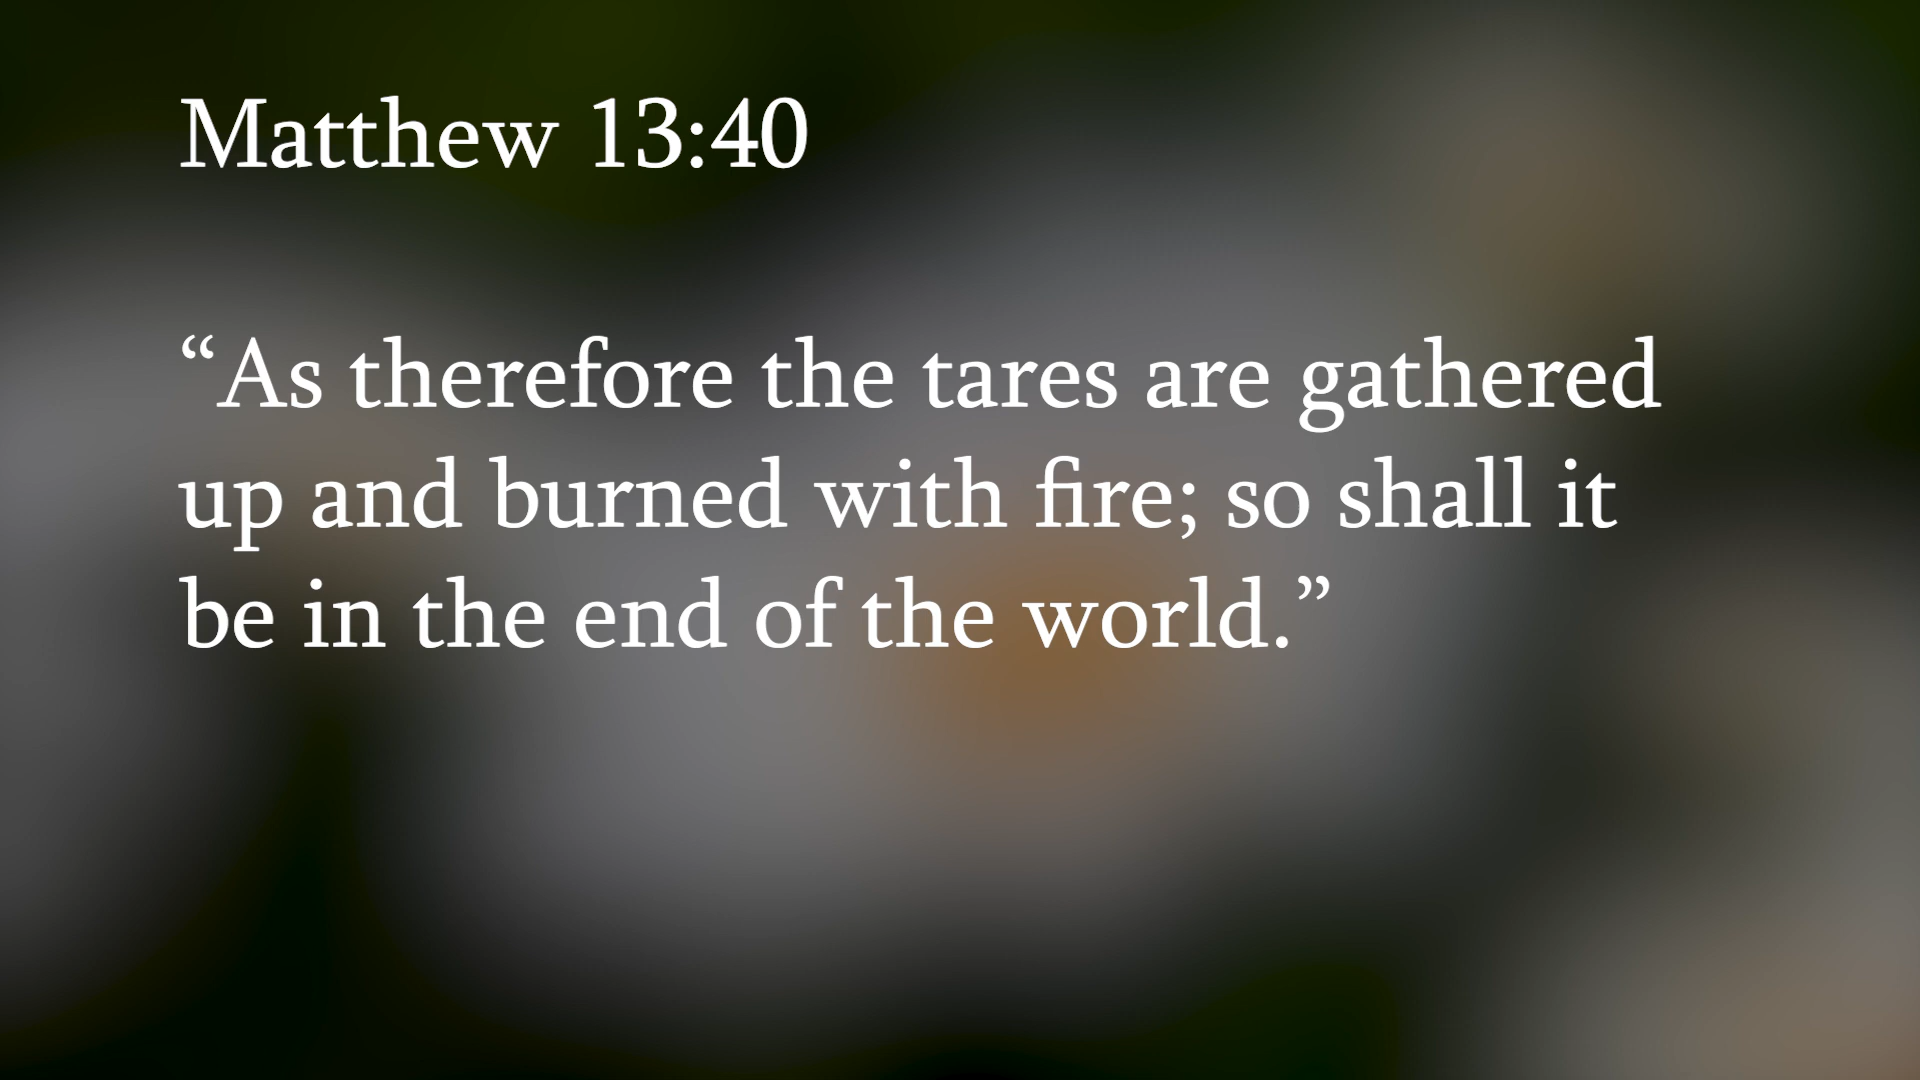 Matthew 13:40
“As therefore the tares are gathered
up and burned with fire; so shall it
be in the end of the world.”